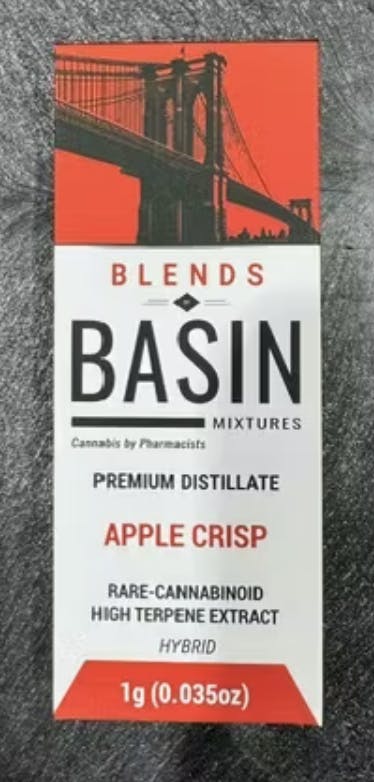 BLENDS
BASIN
MIXTURES
Cannabis by Pharmacists
PREMIUM DISTILLATE
APPLE CRISP
RARE-CANNABINOID
HIGH TERPENE EXTRACT
HYBRID
1g (0.035oz)